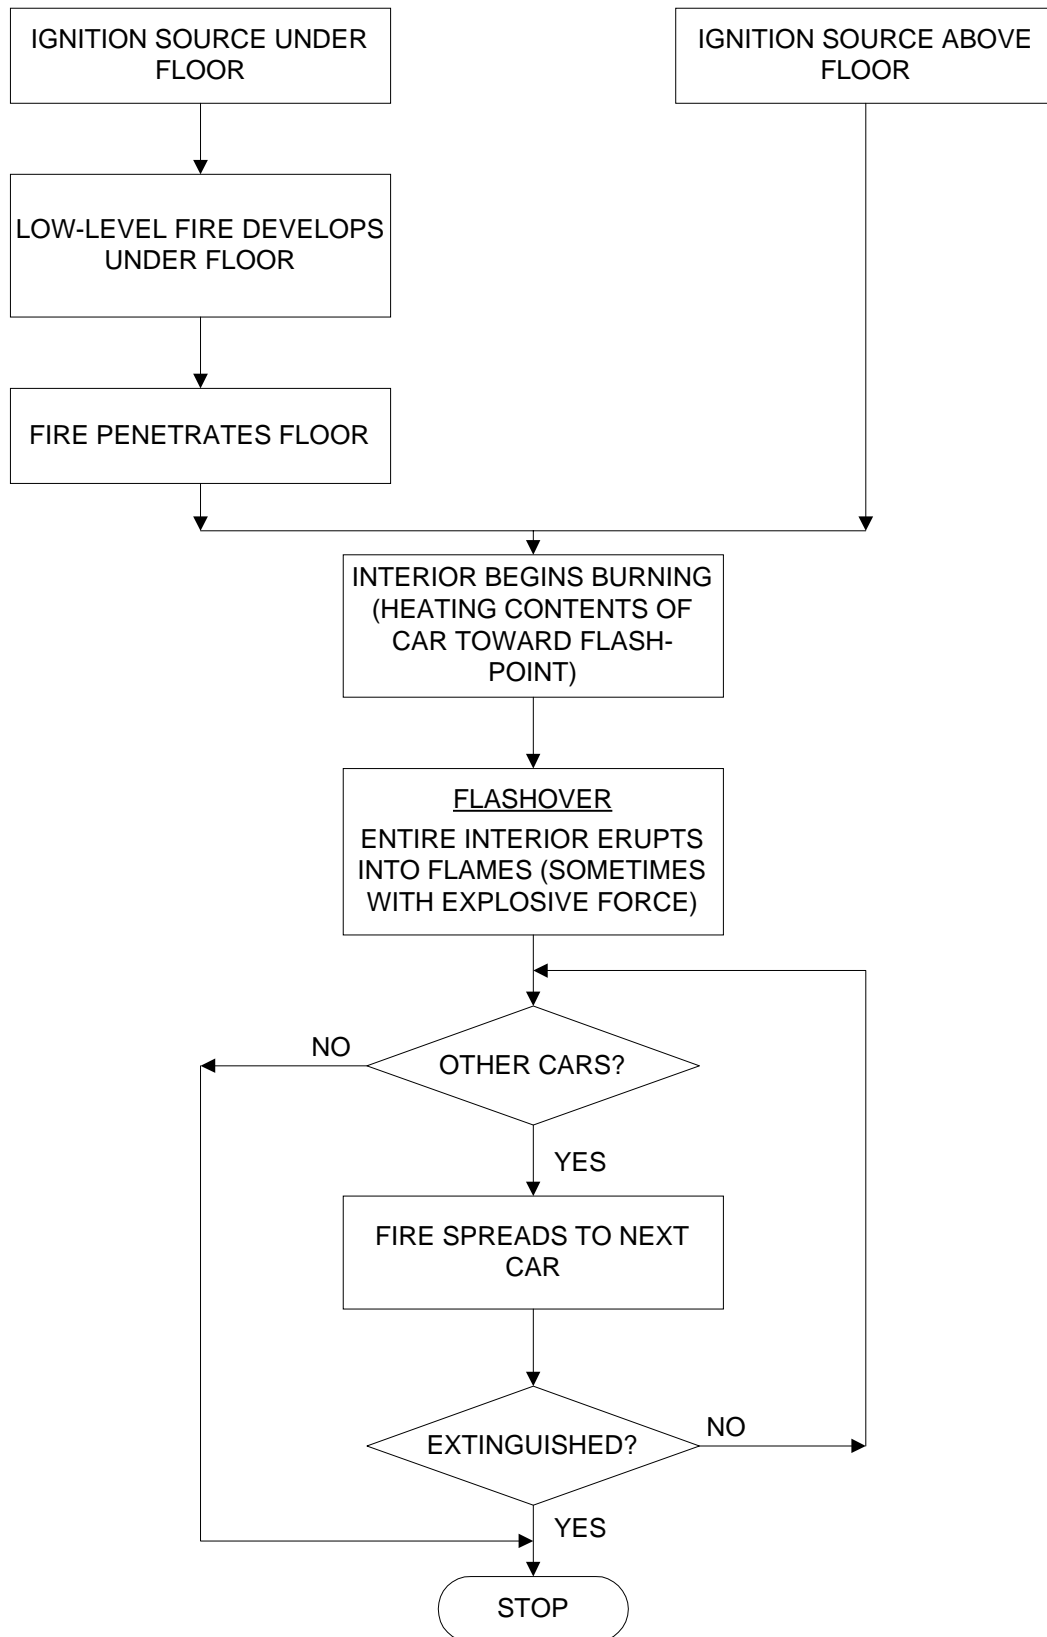 IGNITION SOURCE UNDER
FLOOR
IGNITION SOURCE ABOVE
FLOOR
LOW-LEVEL FIRE DEVELOPS
UNDER FLOOR
FIRE PENETRATES FLOOR
INTERIOR BEGINS BURNING
(HEATING CONTENTS OF
CAR TOWARD FLASH-
POINT)
FLASHOVER
ENTIRE INTERIOR ERUPTS
INTO FLAMES (SOMETIMES
WITH EXPLOSIVE FORCE)
NO
OTHER CARS?
YES
FIRE SPREADS TO NEXT
CAR
EXTINGUISHED?
NO
YES
STOP